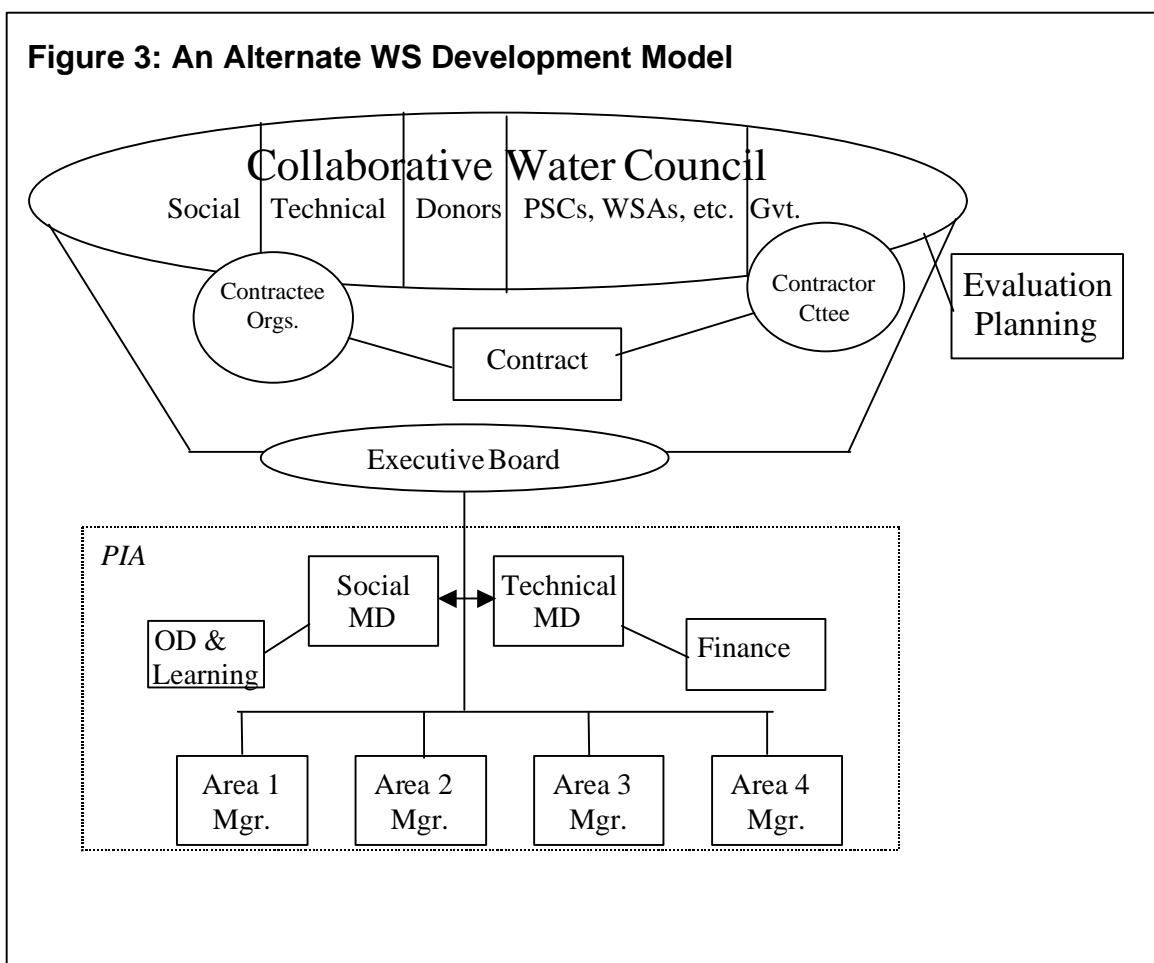 Figure 3: An Alternate WS Development Model
Collaborative Water Council
Social Technical Donors PSCs, WSAs, etc. Gvt.
Contractee
Orgs.
Contractor
Cttee
Evaluation
Planning
Contract
Executive Board
PIA
Social
MD
Technical
MD
OD &
Learning
Finance
Area 1
Mgr.
Area 2
Mgr.
Area 3
Mgr.
Area 4
Mgr.